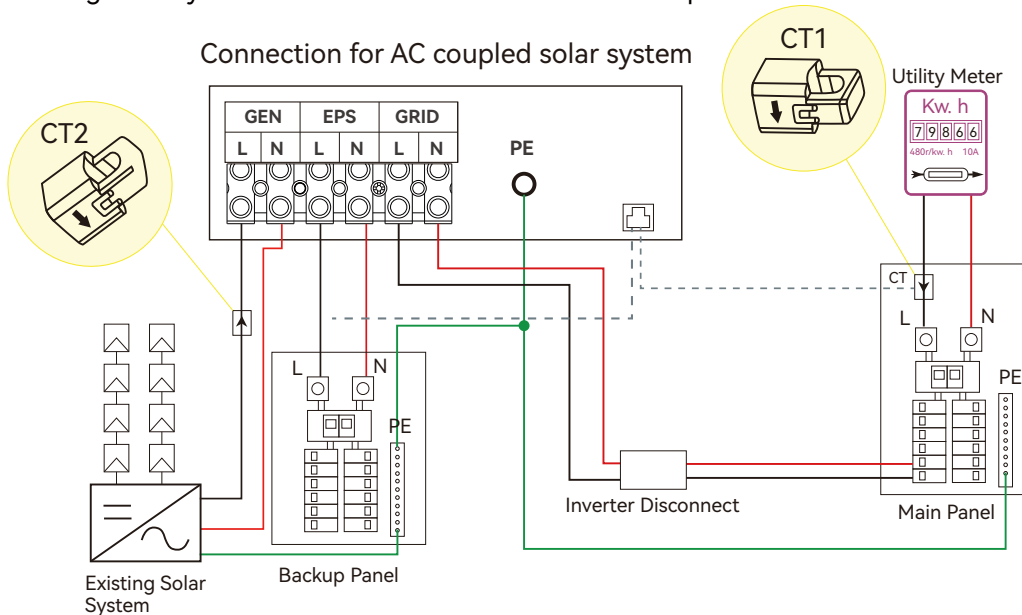 Connection for AC coupled solar system
CT1
Utility Meter
Kw. h
79866
480r/kw. h 10A
CT2
GEN EPS GRID
L N L N L N
PE
CT
L N
PE
L N
PE
Inverter Disconnect
Main Panel
Backup Panel
Existing Solar
System